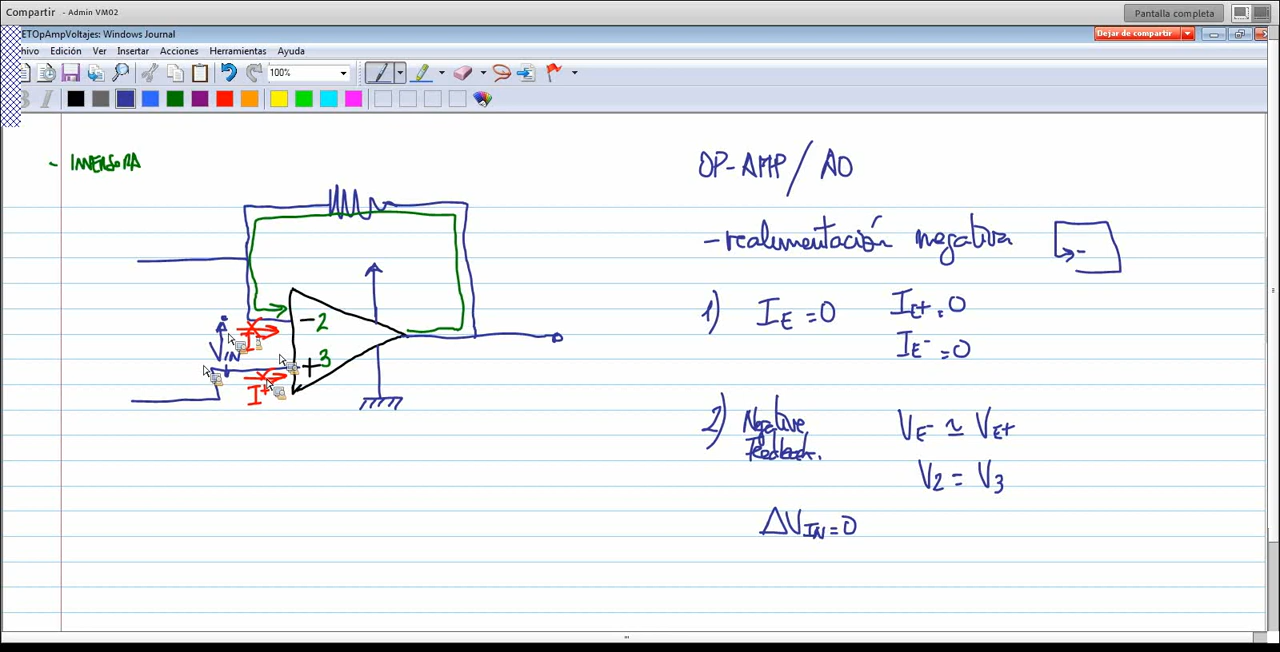 Compartir - Admin VM02
Pantalla completa
ETOpAmpVoltajes: Windows Journal
Dejar de compartir
hivo Edición Ver Insertar Acciones Herramientas Ayuda
100%
B I
- INVERSORA
OP-AMP / AO
- realimentación negativa
1) IE = 0 IE+ = 0
IE- = 0
2) Negative Feedback. VE- ≃ VE+
V2 = V3
ΔVIN = 0
- 2
+ 3
VIN
I-
I+